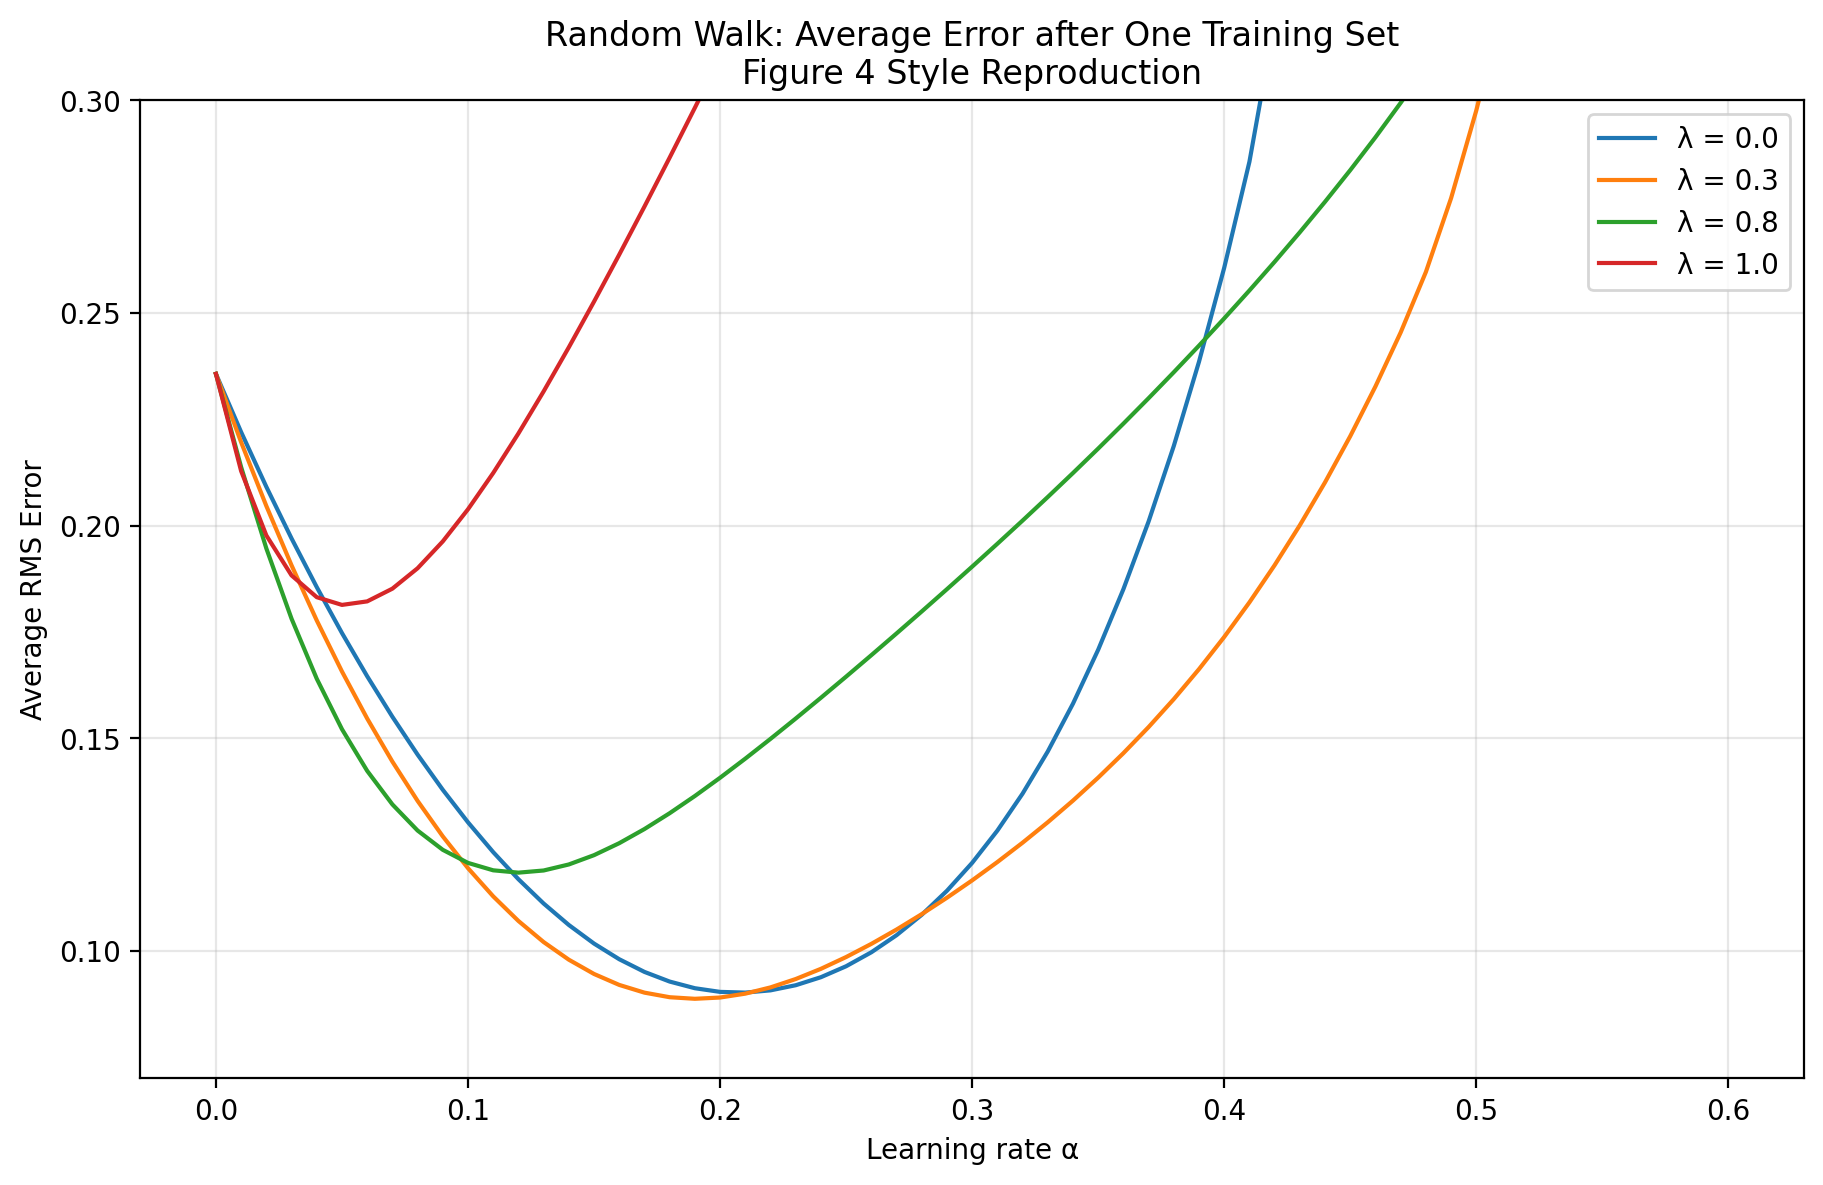 Random Walk: Average Error after One Training Set
Figure 4 Style Reproduction
0.30
0.25
0.20
0.15
0.10
Average RMS Error
λ = 0.0
λ = 0.3
λ = 0.8
λ = 1.0
0.0 0.1 0.2 0.3 0.4 0.5 0.6
Learning rate α